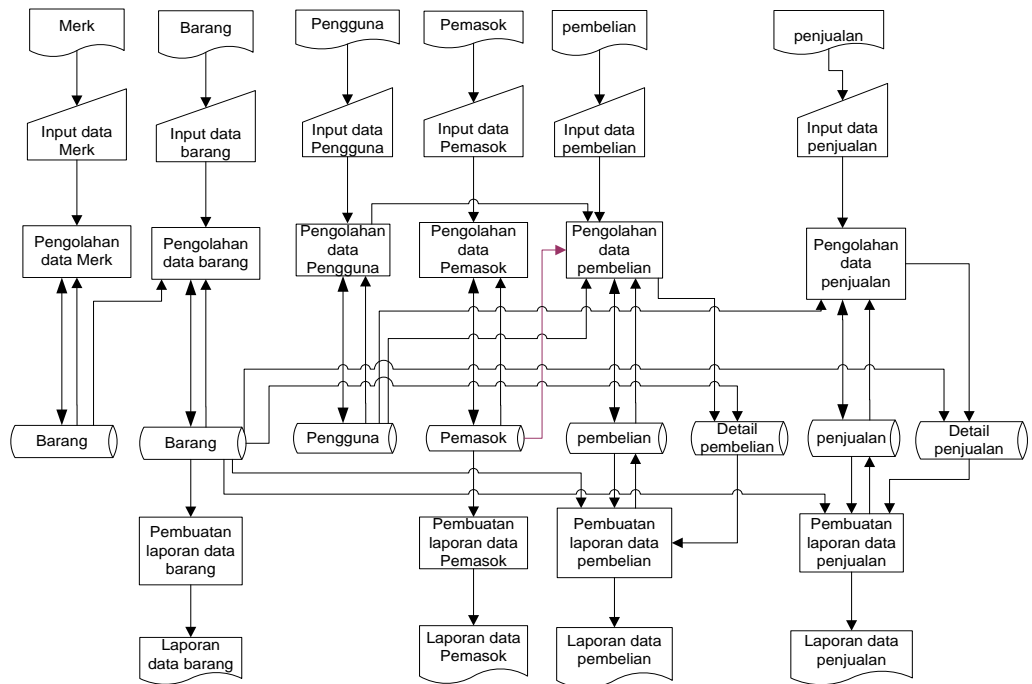 Merk
Barang
Pengguna
Pemasok
pembelian
penjualan
Input data
Merk
Input data
barang
Input data
Pengguna
Input data
Pemasok
Input data
pembelian
Input data
penjualan
Pengolahan
data Merk
Pengolahan
data barang
Pengolahan
data
Pengguna
Pengolahan
data
Pemasok
Pengolahan
data
pembelian
Pengolahan
data
penjualan
Barang
Barang
Pengguna
Pemasok
pembelian
Detail
pembelian
penjualan
Detail
penjualan
Pembuatan
laporan data
barang
Pembuatan
laporan data
Pemasok
Pembuatan
laporan data
pembelian
Pembuatan
laporan data
penjualan
Laporan
data barang
Laporan data
Pemasok
Laporan data
pembelian
Laporan data
penjualan